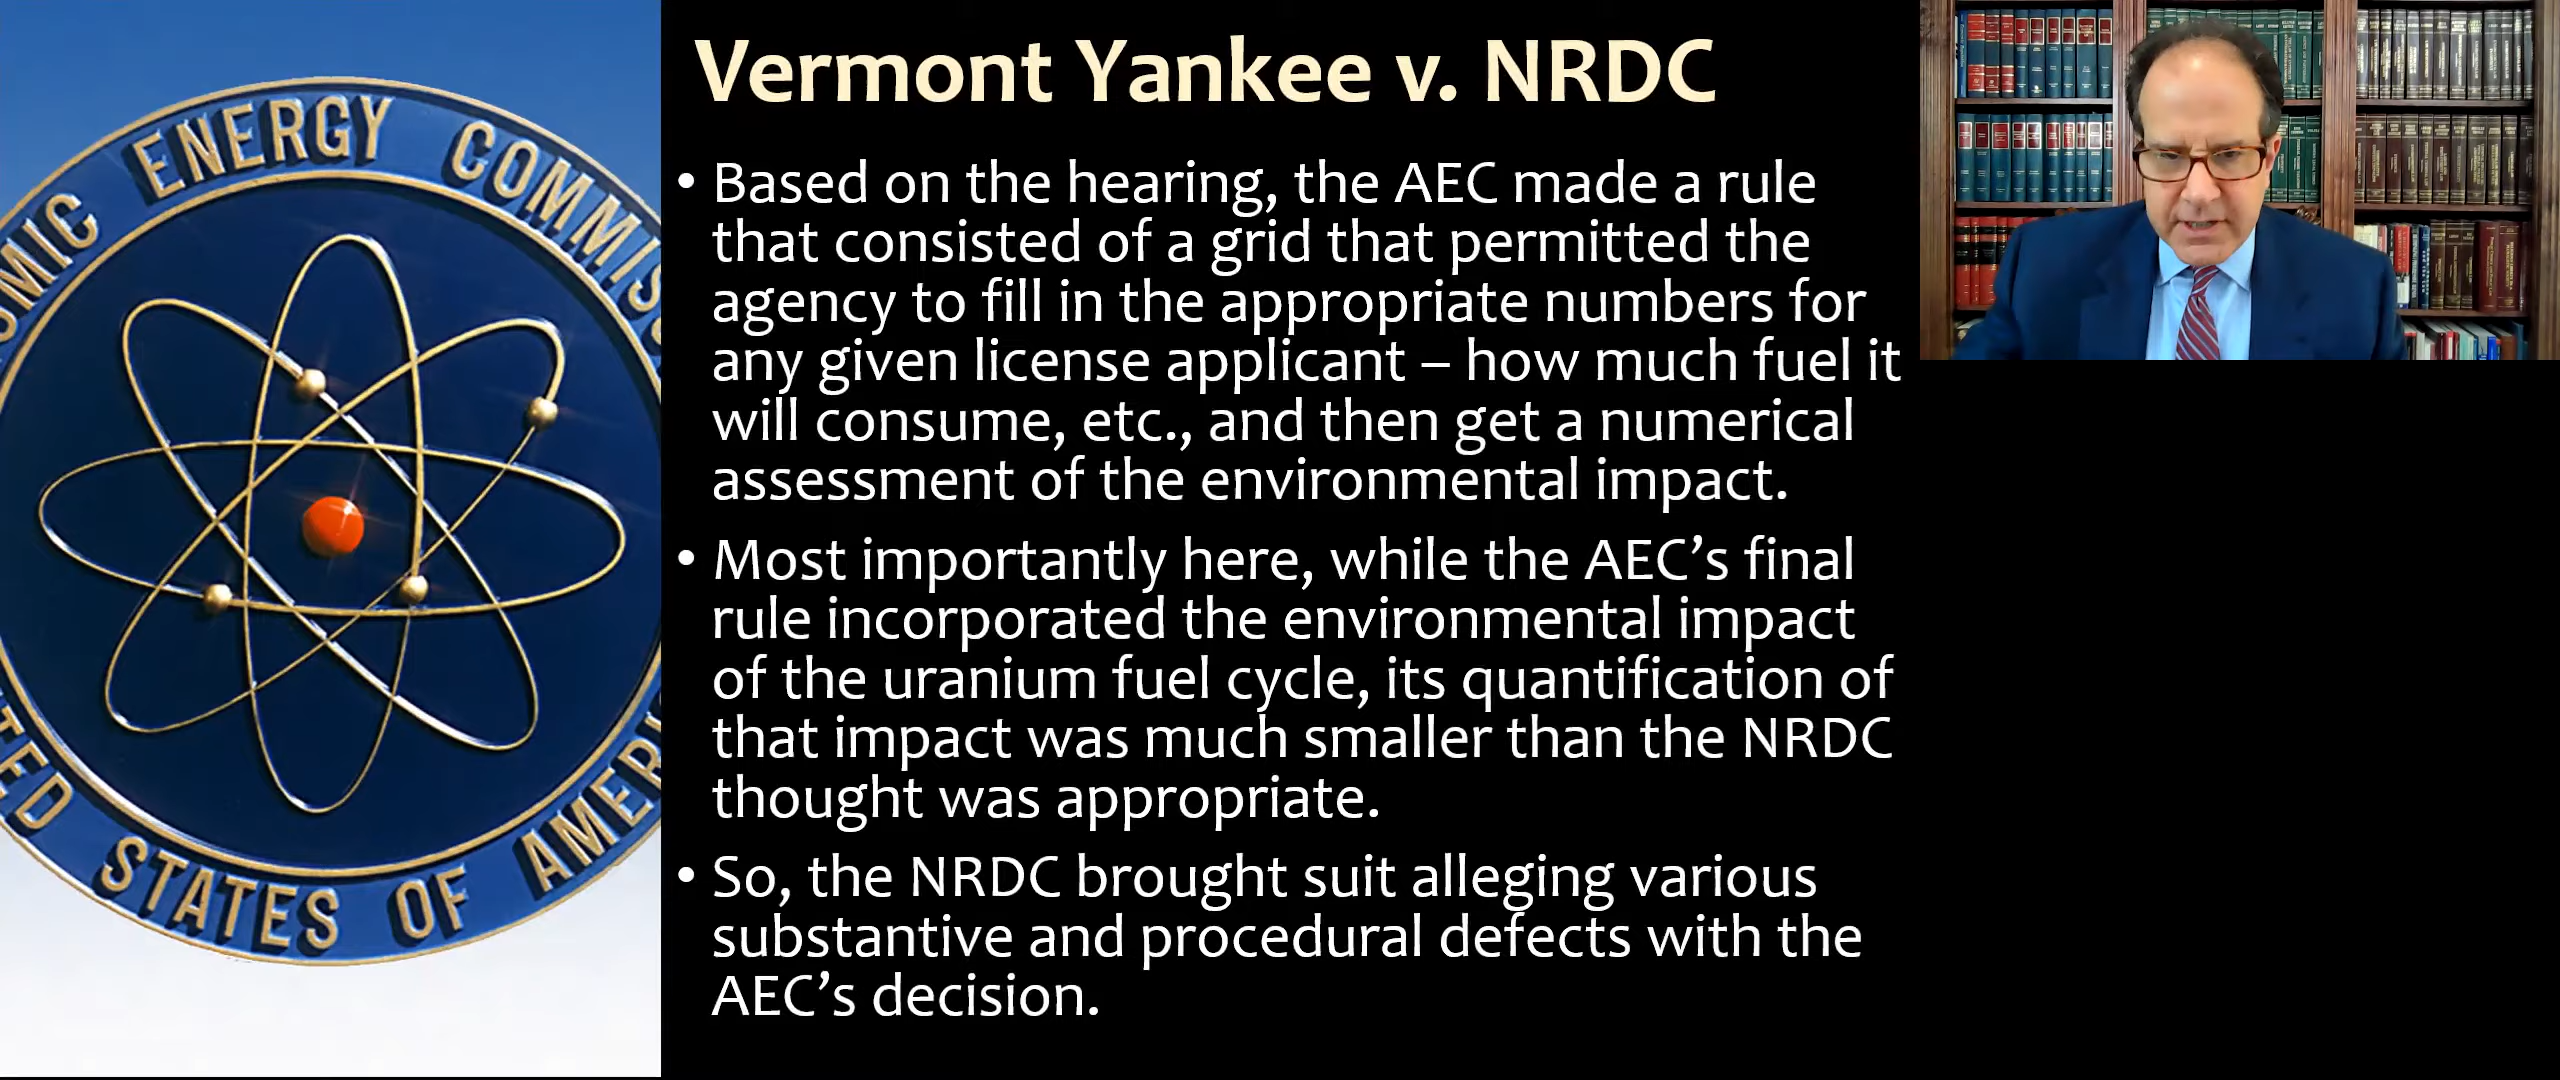 ATOMIC ENERGY COMMISS
UNITED STATES OF AMERI
Vermont Yankee v. NRDC
• Based on the hearing, the AEC made a rule
that consisted of a grid that permitted the
agency to fill in the appropriate numbers for
any given license applicant – how much fuel it
will consume, etc., and then get a numerical
assessment of the environmental impact.
• Most importantly here, while the AEC’s final
rule incorporated the environmental impact
of the uranium fuel cycle, its quantification of
that impact was much smaller than the NRDC
thought was appropriate.
• So, the NRDC brought suit alleging various
substantive and procedural defects with the
AEC’s decision.